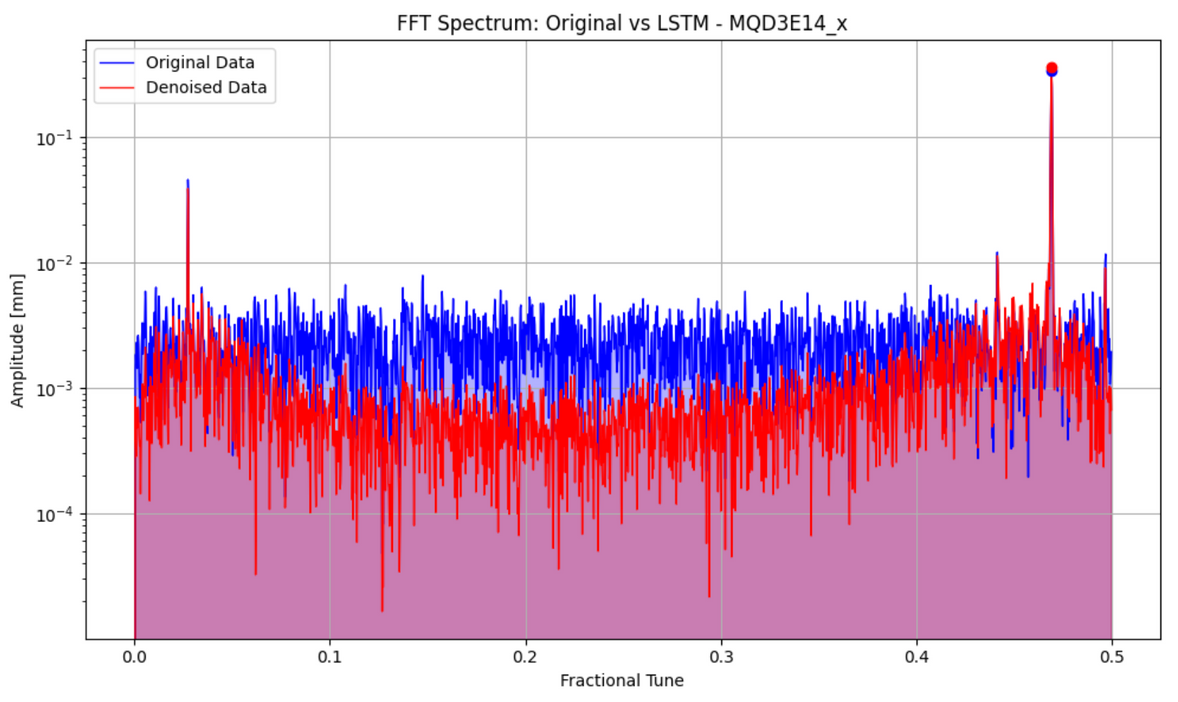 FFT Spectrum: Original vs LSTM - MQD3E14_x
Original Data
Denoised Data
Amplitude [mm]
10⁻¹
10⁻²
10⁻³
10⁻⁴
0.0 0.1 0.2 0.3 0.4 0.5
Fractional Tune